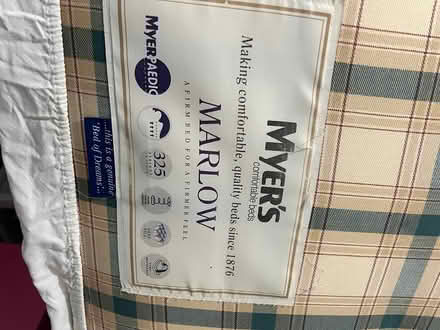 MYER'S
comfortable beds
Making comfortable, quality beds since 1876
MARLOW
A FIRM BED FOR A FIRMER FEEL
MYERPAEDIC
325
...this is a genuine
'Bed of Dreams'...